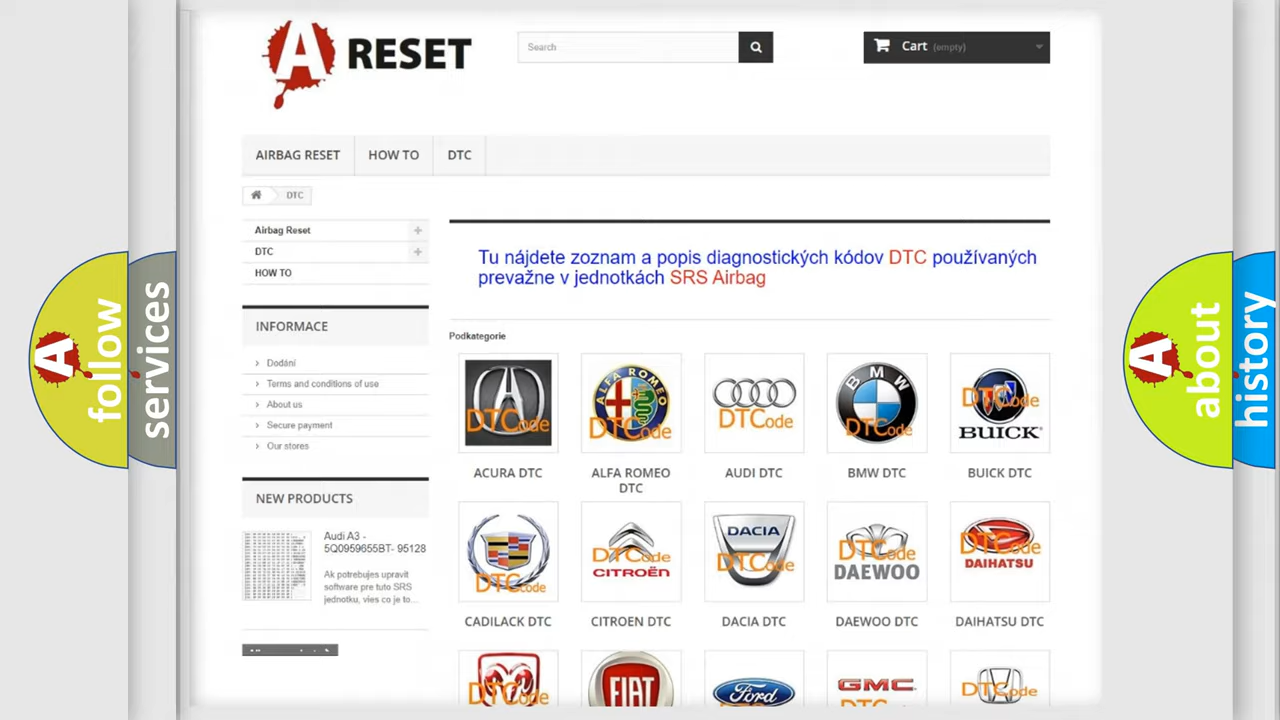 A RESET
Search
Cart (empty)
AIRBAG RESET
HOW TO
DTC
DTC
Airbag Reset
DTC
HOW TO
INFORMACE
Dodání
Terms and conditions of use
About us
Secure payment
Our stores
NEW PRODUCTS
Audi A3 -
5Q0959655BT- 95128
Ak potrebujes upravit
software pre tuto SRS
jednotku, vies co je to...
Tu nájdete zoznam a popis diagnostických kódov DTC používaných
prevažne v jednotkách SRS Airbag
Podkategorie
DTCode
ALFA ROMEO
DTCode
DTCode
BMW
DTCode
DTCode
BUICK
ACURA DTC
ALFA ROMEO
DTC
AUDI DTC
BMW DTC
BUICK DTC
DTCode
DTCode
CITROËN
DACIA
DTCode
DTCode
DAEWOO
DTCode
DAIHATSU
CADILACK DTC
CITROEN DTC
DACIA DTC
DAEWOO DTC
DAIHATSU DTC
DTCode
FIAT
Ford
GMC
DTCode
A follow
services
A about
history